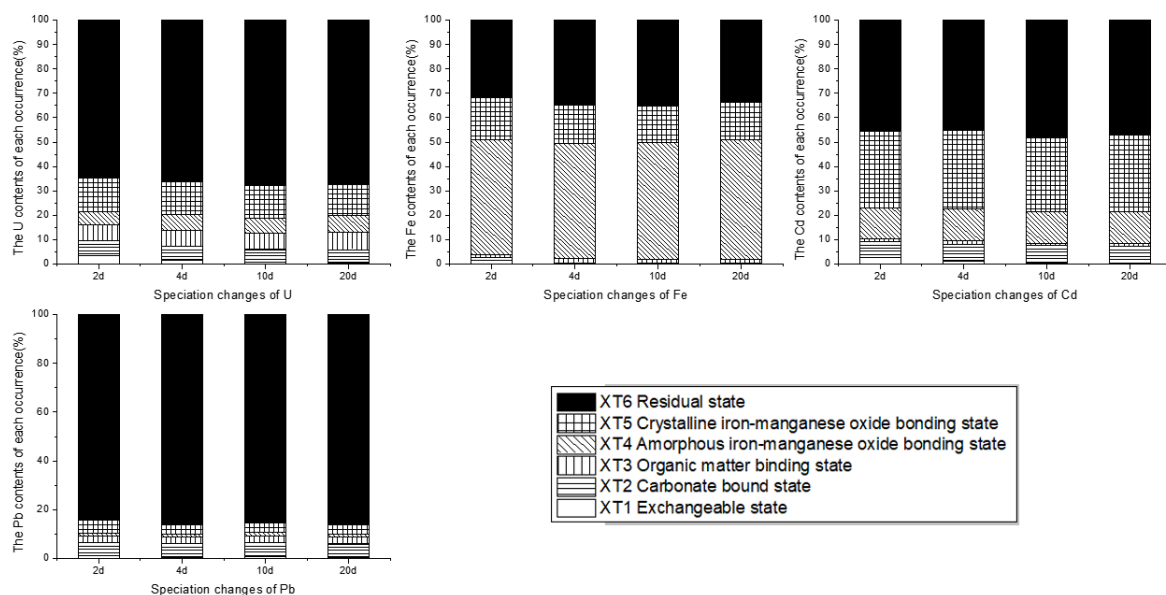 The U contents of each occurrence(%)
100
90
80
70
60
50
40
30
20
10
0
2d 4d 10d 20d
Speciation changes of U
The Fe contents of each occurrence(%)
100
90
80
70
60
50
40
30
20
10
0
2d 4d 10d 20d
Speciation changes of Fe
The Cd contents of each occurrence(%)
100
90
80
70
60
50
40
30
20
10
0
2d 4d 10d 20d
Speciation changes of Cd
The Pb contents of each occurrence(%)
100
80
60
40
20
0
2d 4d 10d 20d
Speciation changes of Pb
XT6 Residual state
XT5 Crystalline iron-manganese oxide bonding state
XT4 Amorphous iron-manganese oxide bonding state
XT3 Organic matter binding state
XT2 Carbonate bound state
XT1 Exchangeable state